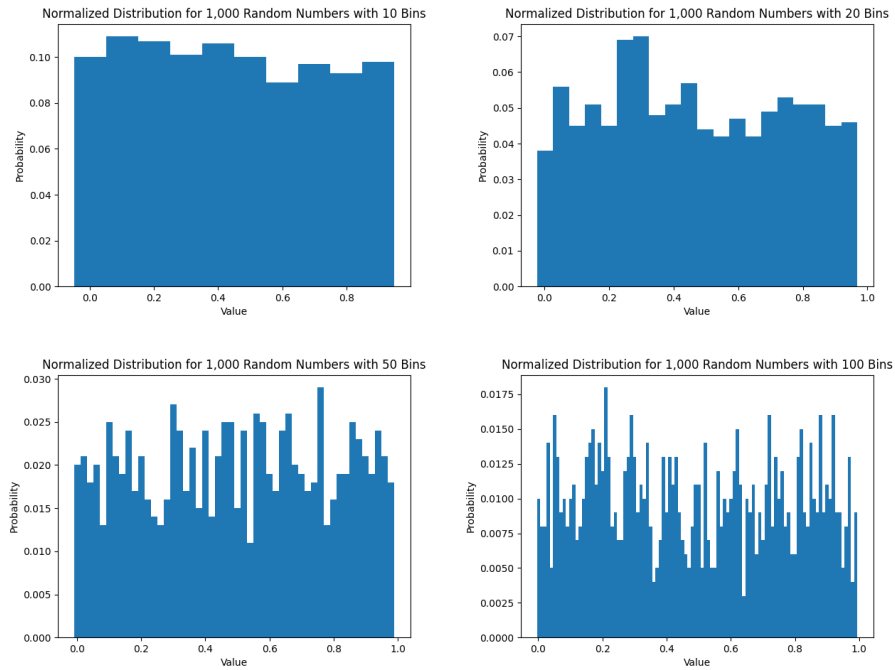 Normalized Distribution for 1,000 Random Numbers with 10 Bins
0.10
0.08
0.06
0.04
0.02
0.00
Probability
0.0 0.2 0.4 0.6 0.8
Value
Normalized Distribution for 1,000 Random Numbers with 20 Bins
0.07
0.06
0.05
0.04
0.03
0.02
0.01
0.00
Probability
0.0 0.2 0.4 0.6 0.8 1.0
Value
Normalized Distribution for 1,000 Random Numbers with 50 Bins
0.030
0.025
0.020
0.015
0.010
0.005
0.000
Probability
0.0 0.2 0.4 0.6 0.8 1.0
Value
Normalized Distribution for 1,000 Random Numbers with 100 Bins
0.0175
0.0150
0.0125
0.0100
0.0075
0.0050
0.0025
0.0000
Probability
0.0 0.2 0.4 0.6 0.8 1.0
Value